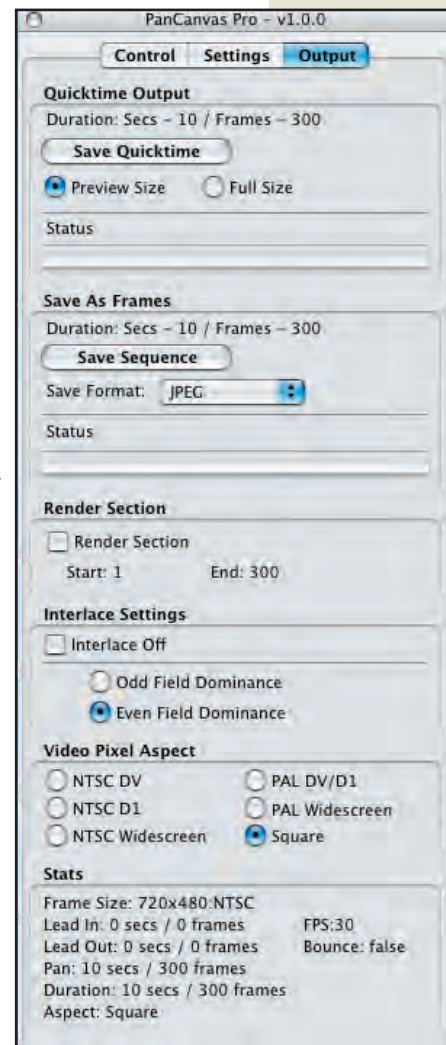 PanCanvas Pro – v1.0.0
Control Settings Output
Quicktime Output
Duration: Secs – 10 / Frames – 300
Save Quicktime
Preview Size Full Size
Status
Save As Frames
Duration: Secs – 10 / Frames – 300
Save Sequence
Save Format: JPEG
Status
Render Section
Render Section
Start: 1 End: 300
Interlace Settings
Interlace Off
Odd Field Dominance
Even Field Dominance
Video Pixel Aspect
NTSC DV PAL DV/D1
NTSC D1 PAL Widescreen
NTSC Widescreen Square
Stats
Frame Size: 720x480:NTSC
Lead In: 0 secs / 0 frames FPS:30
Lead Out: 0 secs / 0 frames Bounce: false
Pan: 10 secs / 300 frames
Duration: 10 secs / 300 frames
Aspect: Square